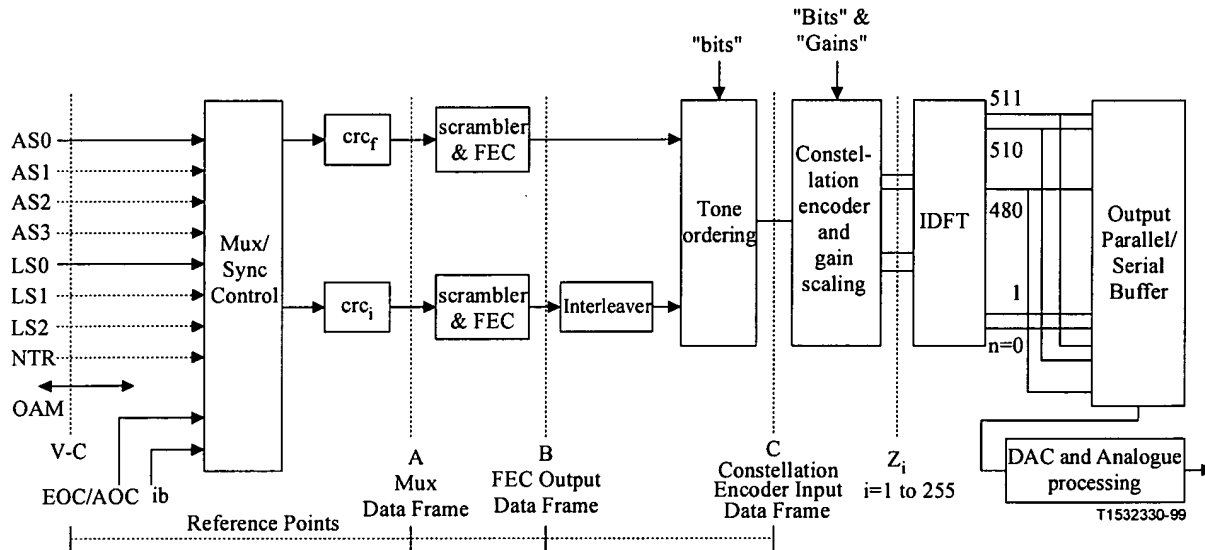 "bits"
"Bits" &
"Gains"
AS0
AS1
AS2
AS3
LS0
LS1
LS2
NTR
OAM
V-C
EOC/AOC
ib
Mux/
Sync
Control
crcf
crci
scrambler
& FEC
scrambler
& FEC
Interleaver
Tone
ordering
Constel-
lation
encoder
and
gain
scaling
IDFT
511
510
480
1
n=0
Output
Parallel/
Serial
Buffer
DAC and Analogue
processing
A
Mux
Data Frame
B
FEC Output
Data Frame
C
Constellation
Encoder Input
Data Frame
Zi
i=1 to 255
Reference Points
T1532330-99